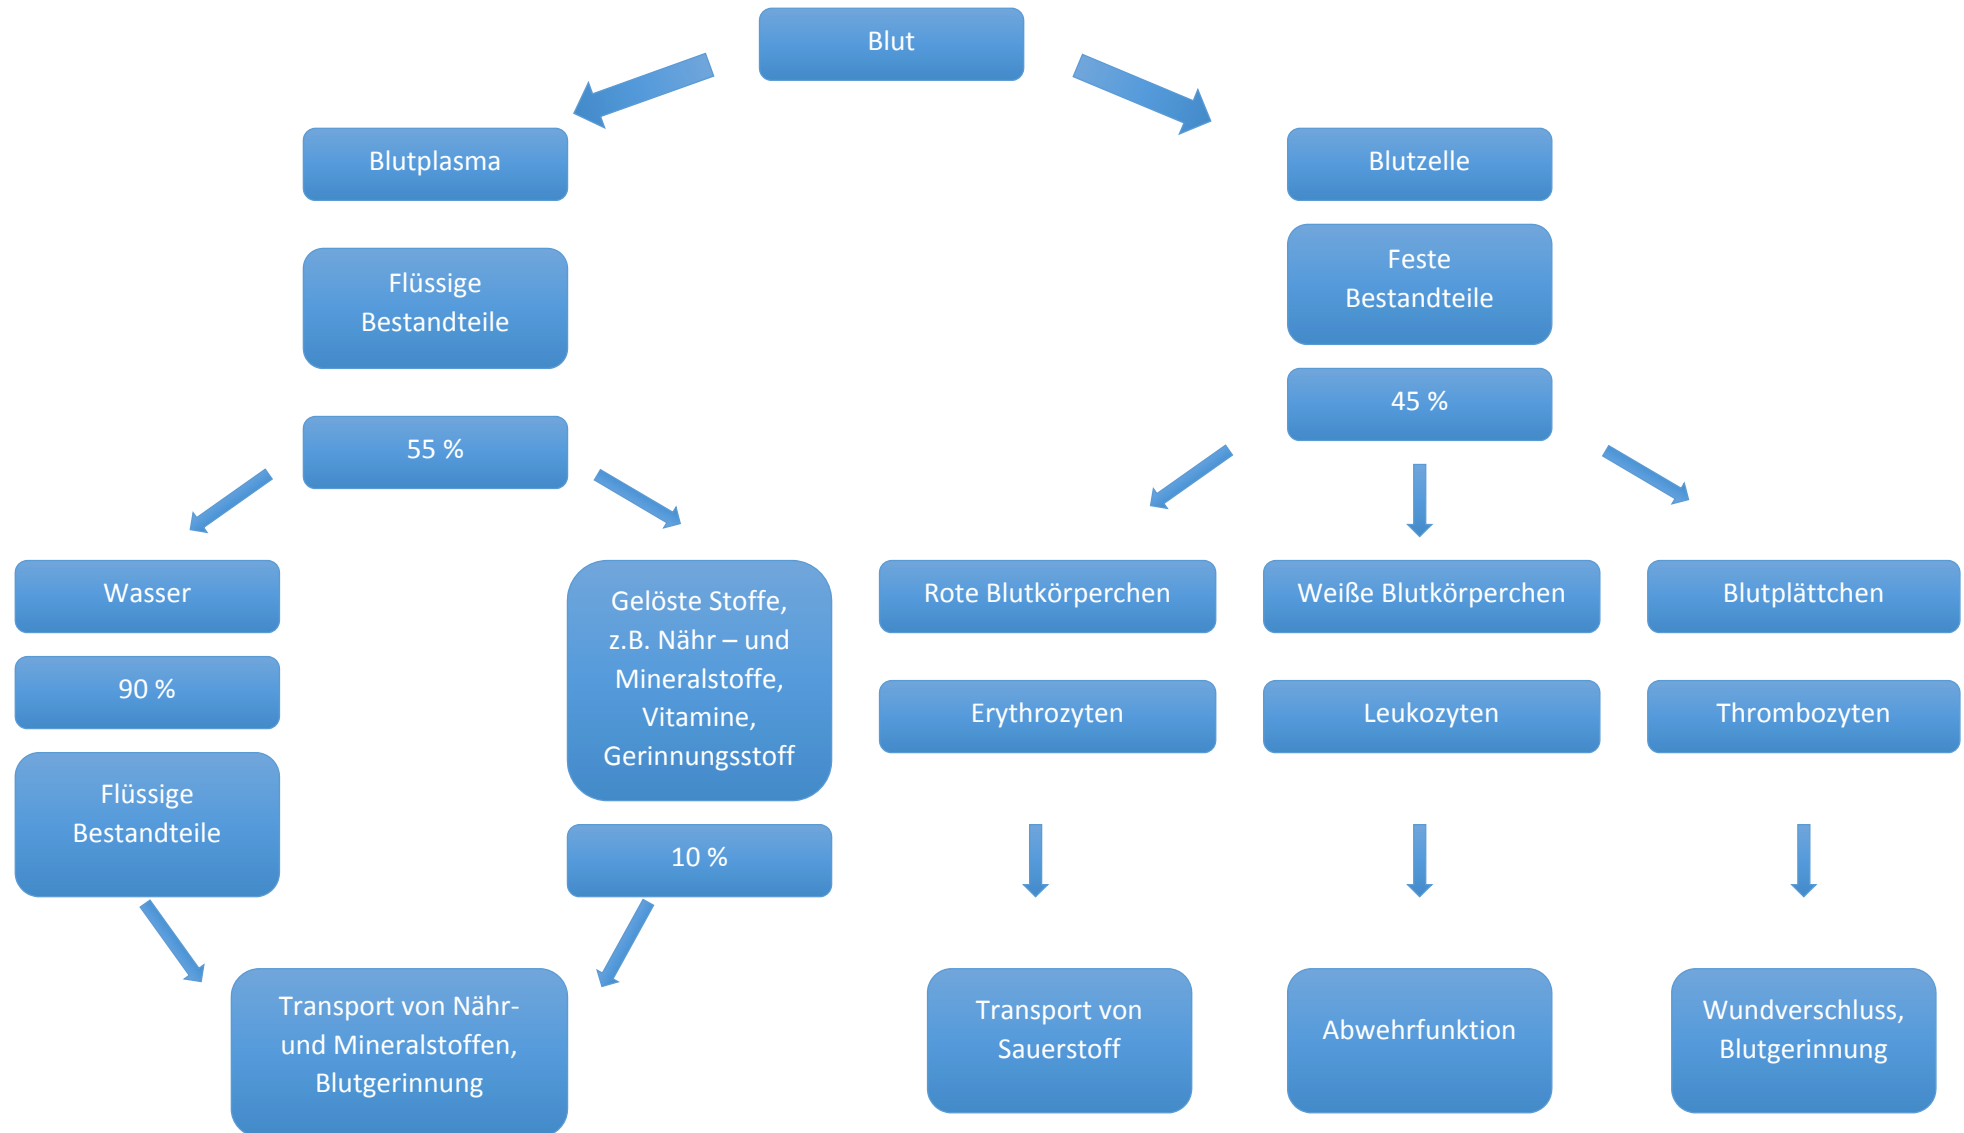 Blut
Blutplasma
Blutzelle
Flüssige
Bestandteile
Feste
Bestandteile
55 %
45 %
Wasser
90 %
Flüssige
Bestandteile
Gelöste Stoffe,
z.B. Nähr – und
Mineralstoffe,
Vitamine,
Gerinnungsstoff
10 %
Transport von Nähr-
und Mineralstoffen,
Blutgerinnung
Rote Blutkörperchen
Erythrozyten
Transport von
Sauerstoff
Weiße Blutkörperchen
Leukozyten
Abwehrfunktion
Blutplättchen
Thrombozyten
Wundverschluss,
Blutgerinnung